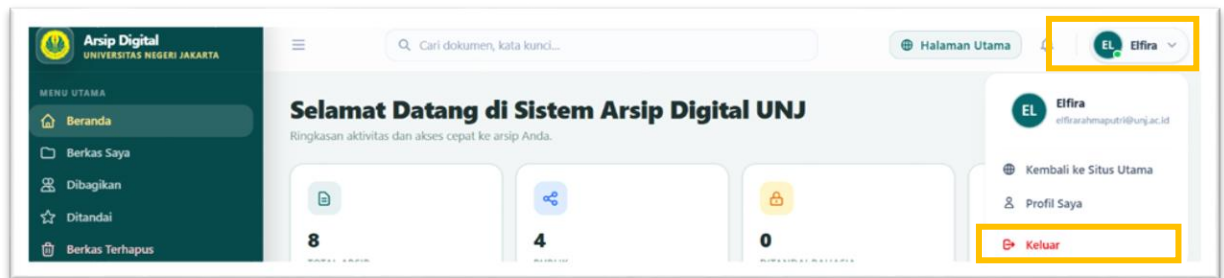 Arsip Digital
UNIVERSITAS NEGERI JAKARTA
Cari dokumen, kata kunci...
Halaman Utama
EL
Elfira
MENU UTAMA
Beranda
Berkas Saya
Dibagikan
Ditandai
Berkas Terhapus
Selamat Datang di Sistem Arsip Digital UNJ
Ringkasan aktivitas dan akses cepat ke arsip Anda.
8
4
0
EL
Elfira
elfirarahmaputri@unj.ac.id
Kembali ke Situs Utama
Profil Saya
Keluar